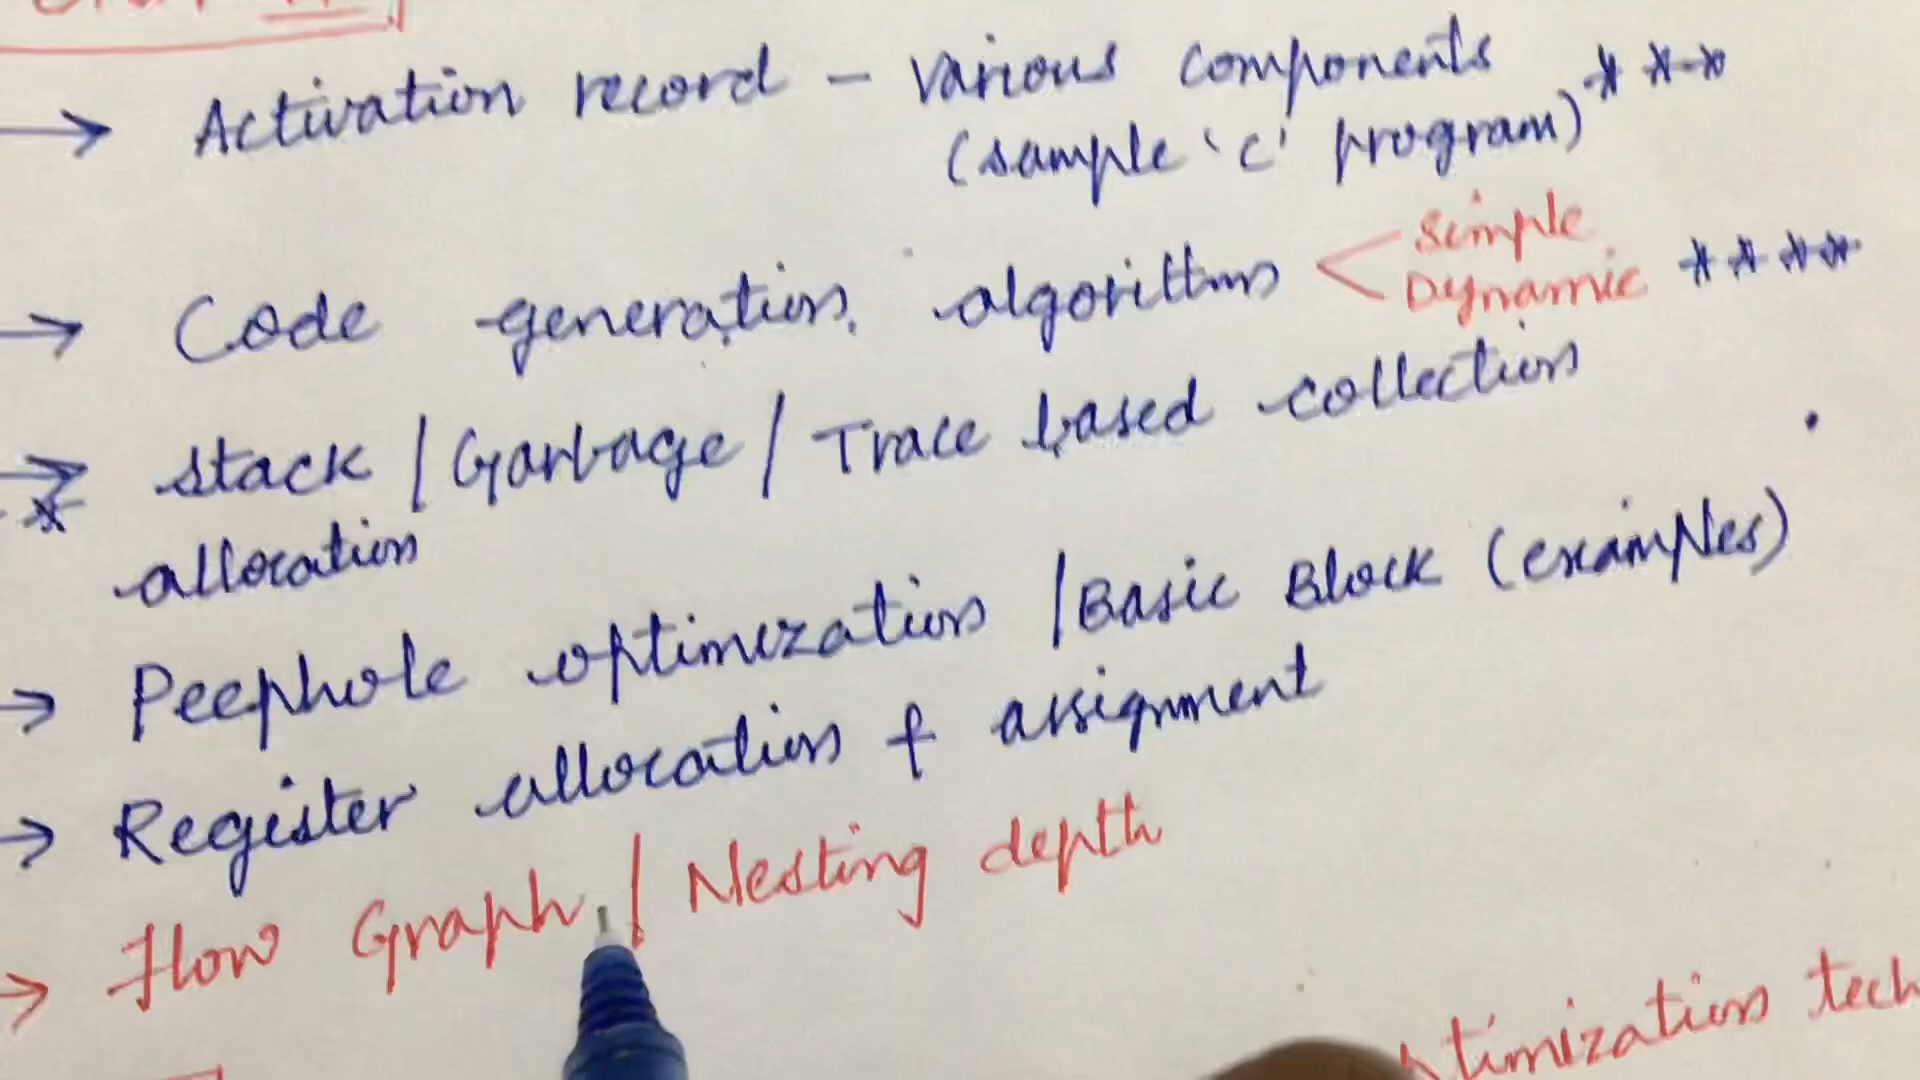 → Activation record - various components ***
(sample 'c' program)
→ Code generation algorithms < Simple Dynamic ****
→ * Stack / Garbage / Trace based collection
allocation
→ Peephole optimization / Basic Block (examples)
→ Register allocation & assignment
→ Flow Graph / Nesting depth